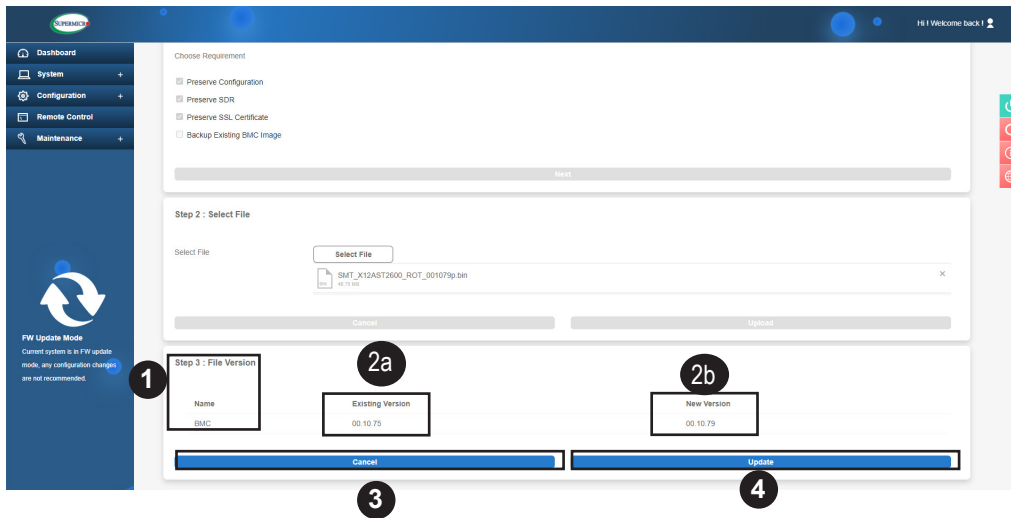 SUPERMICR
Hi ! Welcome back !
Dashboard
System +
Configuration +
Remote Control
Maintenance +
FW Update Mode
Current system is in FW update
mode, any configuration changes
are not recommended.
Choose Requirement
Preserve Configuration
Preserve SDR
Preserve SSL Certificate
Backup Existing BMC Image
Next
Step 2 : Select File
Select File
Select File
SMT_X12AST2600_ROT_001079p.bin
×
Cancel
Upload
1
Step 3 : File Version
2a
2b
Name Existing Version New Version
BMC 00.10.75 00.10.79
Cancel
Update
3
4